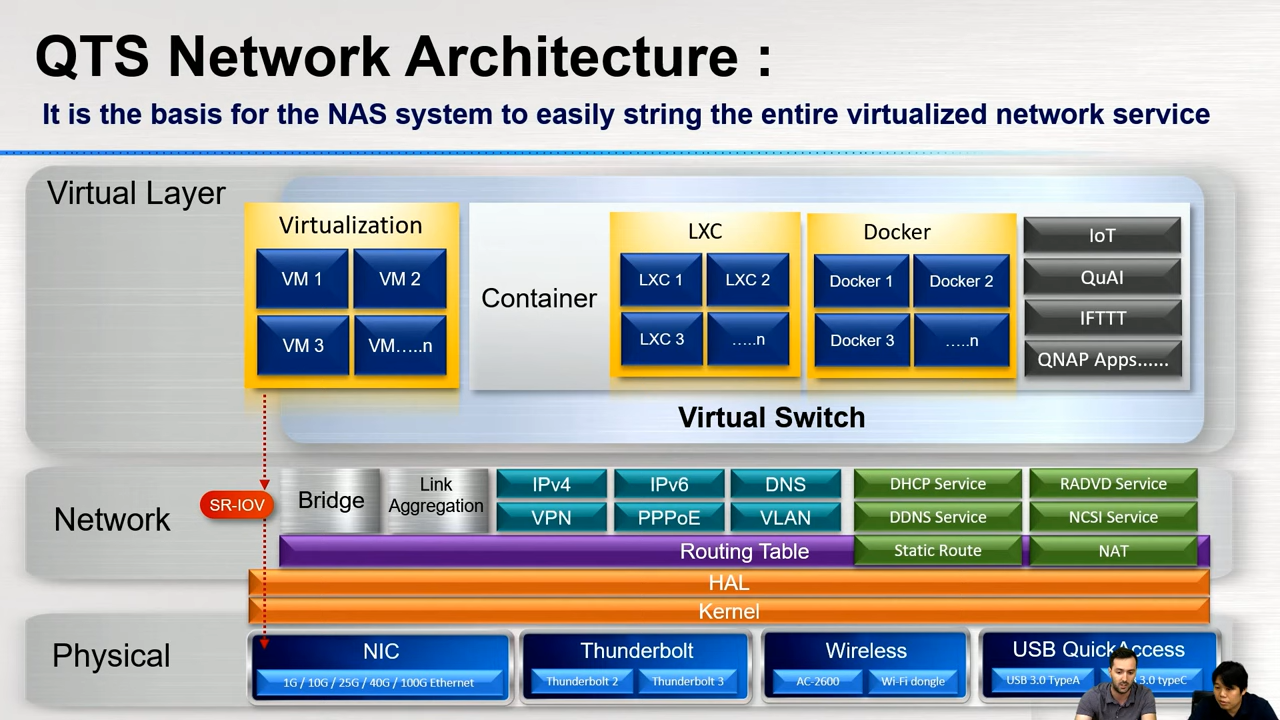 QTS Network Architecture :
It is the basis for the NAS system to easily string the entire virtualized network service
Virtual Layer
Virtualization
VM 1
VM 2
VM 3
VM…..n
Container
LXC
LXC 1
LXC 2
LXC 3
…..n
Docker
Docker 1
Docker 2
Docker 3
…..n
IoT
QuAI
IFTTT
QNAP Apps……
Virtual Switch
Network
SR-IOV
Bridge
Link
Aggregation
IPv4
IPv6
DNS
VPN
PPPoE
VLAN
DHCP Service
RADVD Service
DDNS Service
NCSI Service
Routing Table
Static Route
NAT
HAL
Kernel
Physical
NIC
1G / 10G / 25G / 40G / 100G Ethernet
Thunderbolt
Thunderbolt 2
Thunderbolt 3
Wireless
AC-2600
Wi-Fi dongle
USB QuickAccess
USB 3.0 TypeA
3.0 typeC